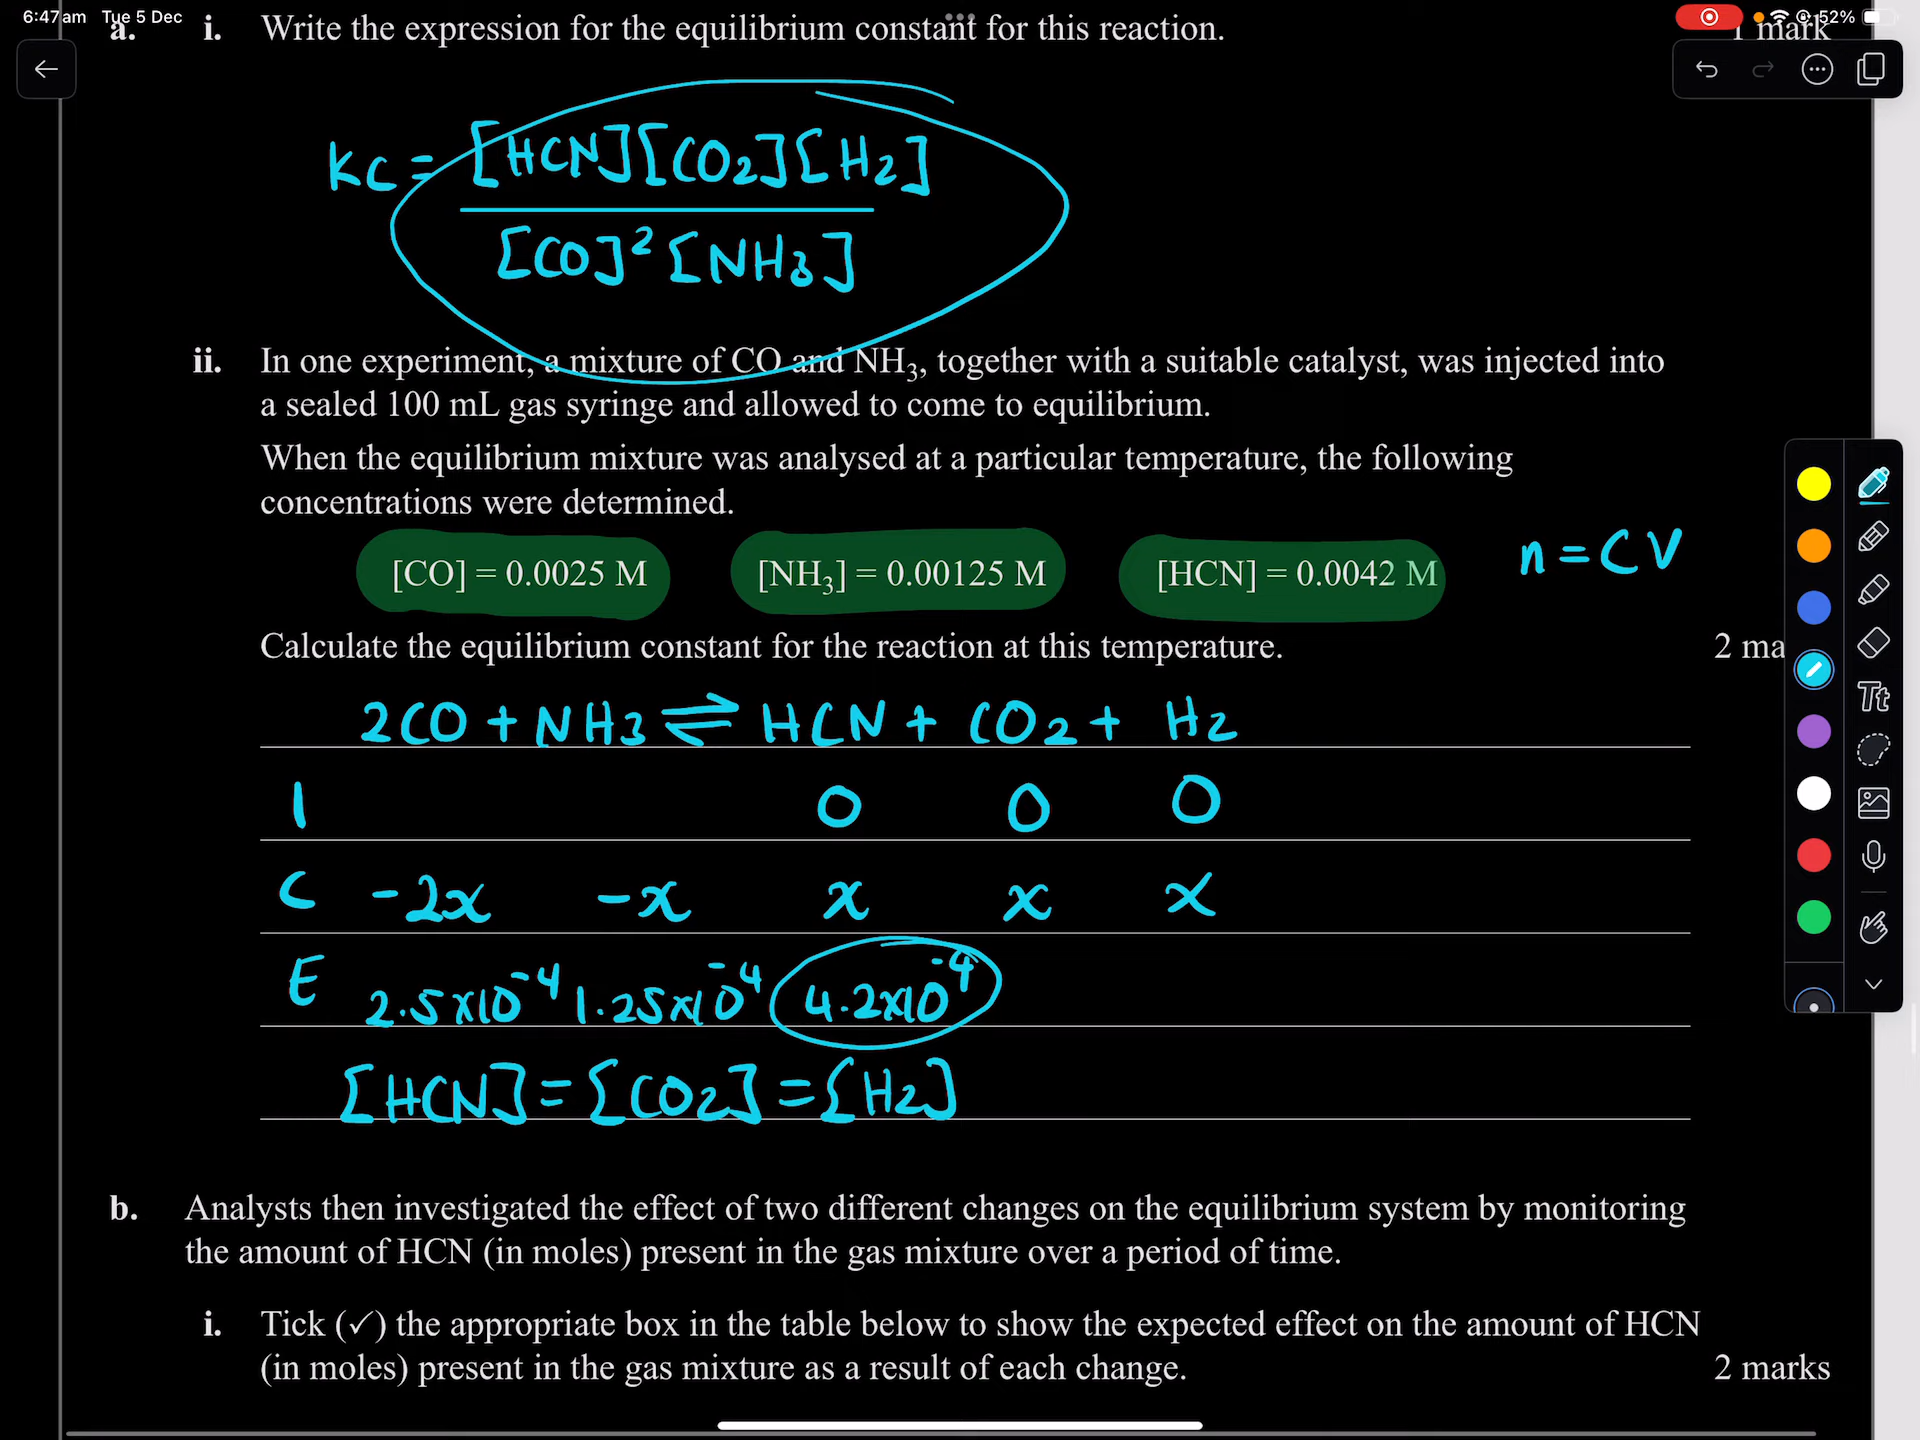 6:47am Tue 5 Dec
52%
a. i. Write the expression for the equilibrium constant for this reaction. 1 mark
Kc = [HCN][CO2][H2]
[CO]² [NH3]
ii. In one experiment, a mixture of CO and NH₃, together with a suitable catalyst, was injected into
a sealed 100 mL gas syringe and allowed to come to equilibrium.
When the equilibrium mixture was analysed at a particular temperature, the following
concentrations were determined.
[CO] = 0.0025 M [NH₃] = 0.00125 M [HCN] = 0.0042 M n = CV
Calculate the equilibrium constant for the reaction at this temperature. 2 ma
2CO + NH3 ⇌ HCN + CO2 + H2
I 0 0 0
C -2x -x x x x
E 2.5x10⁻⁴ 1.25x10⁻⁴ 4.2x10⁻⁴
[HCN] = [CO2] = [H2]
b. Analysts then investigated the effect of two different changes on the equilibrium system by monitoring
the amount of HCN (in moles) present in the gas mixture over a period of time.
i. Tick (✓) the appropriate box in the table below to show the expected effect on the amount of HCN
(in moles) present in the gas mixture as a result of each change. 2 marks
Tt